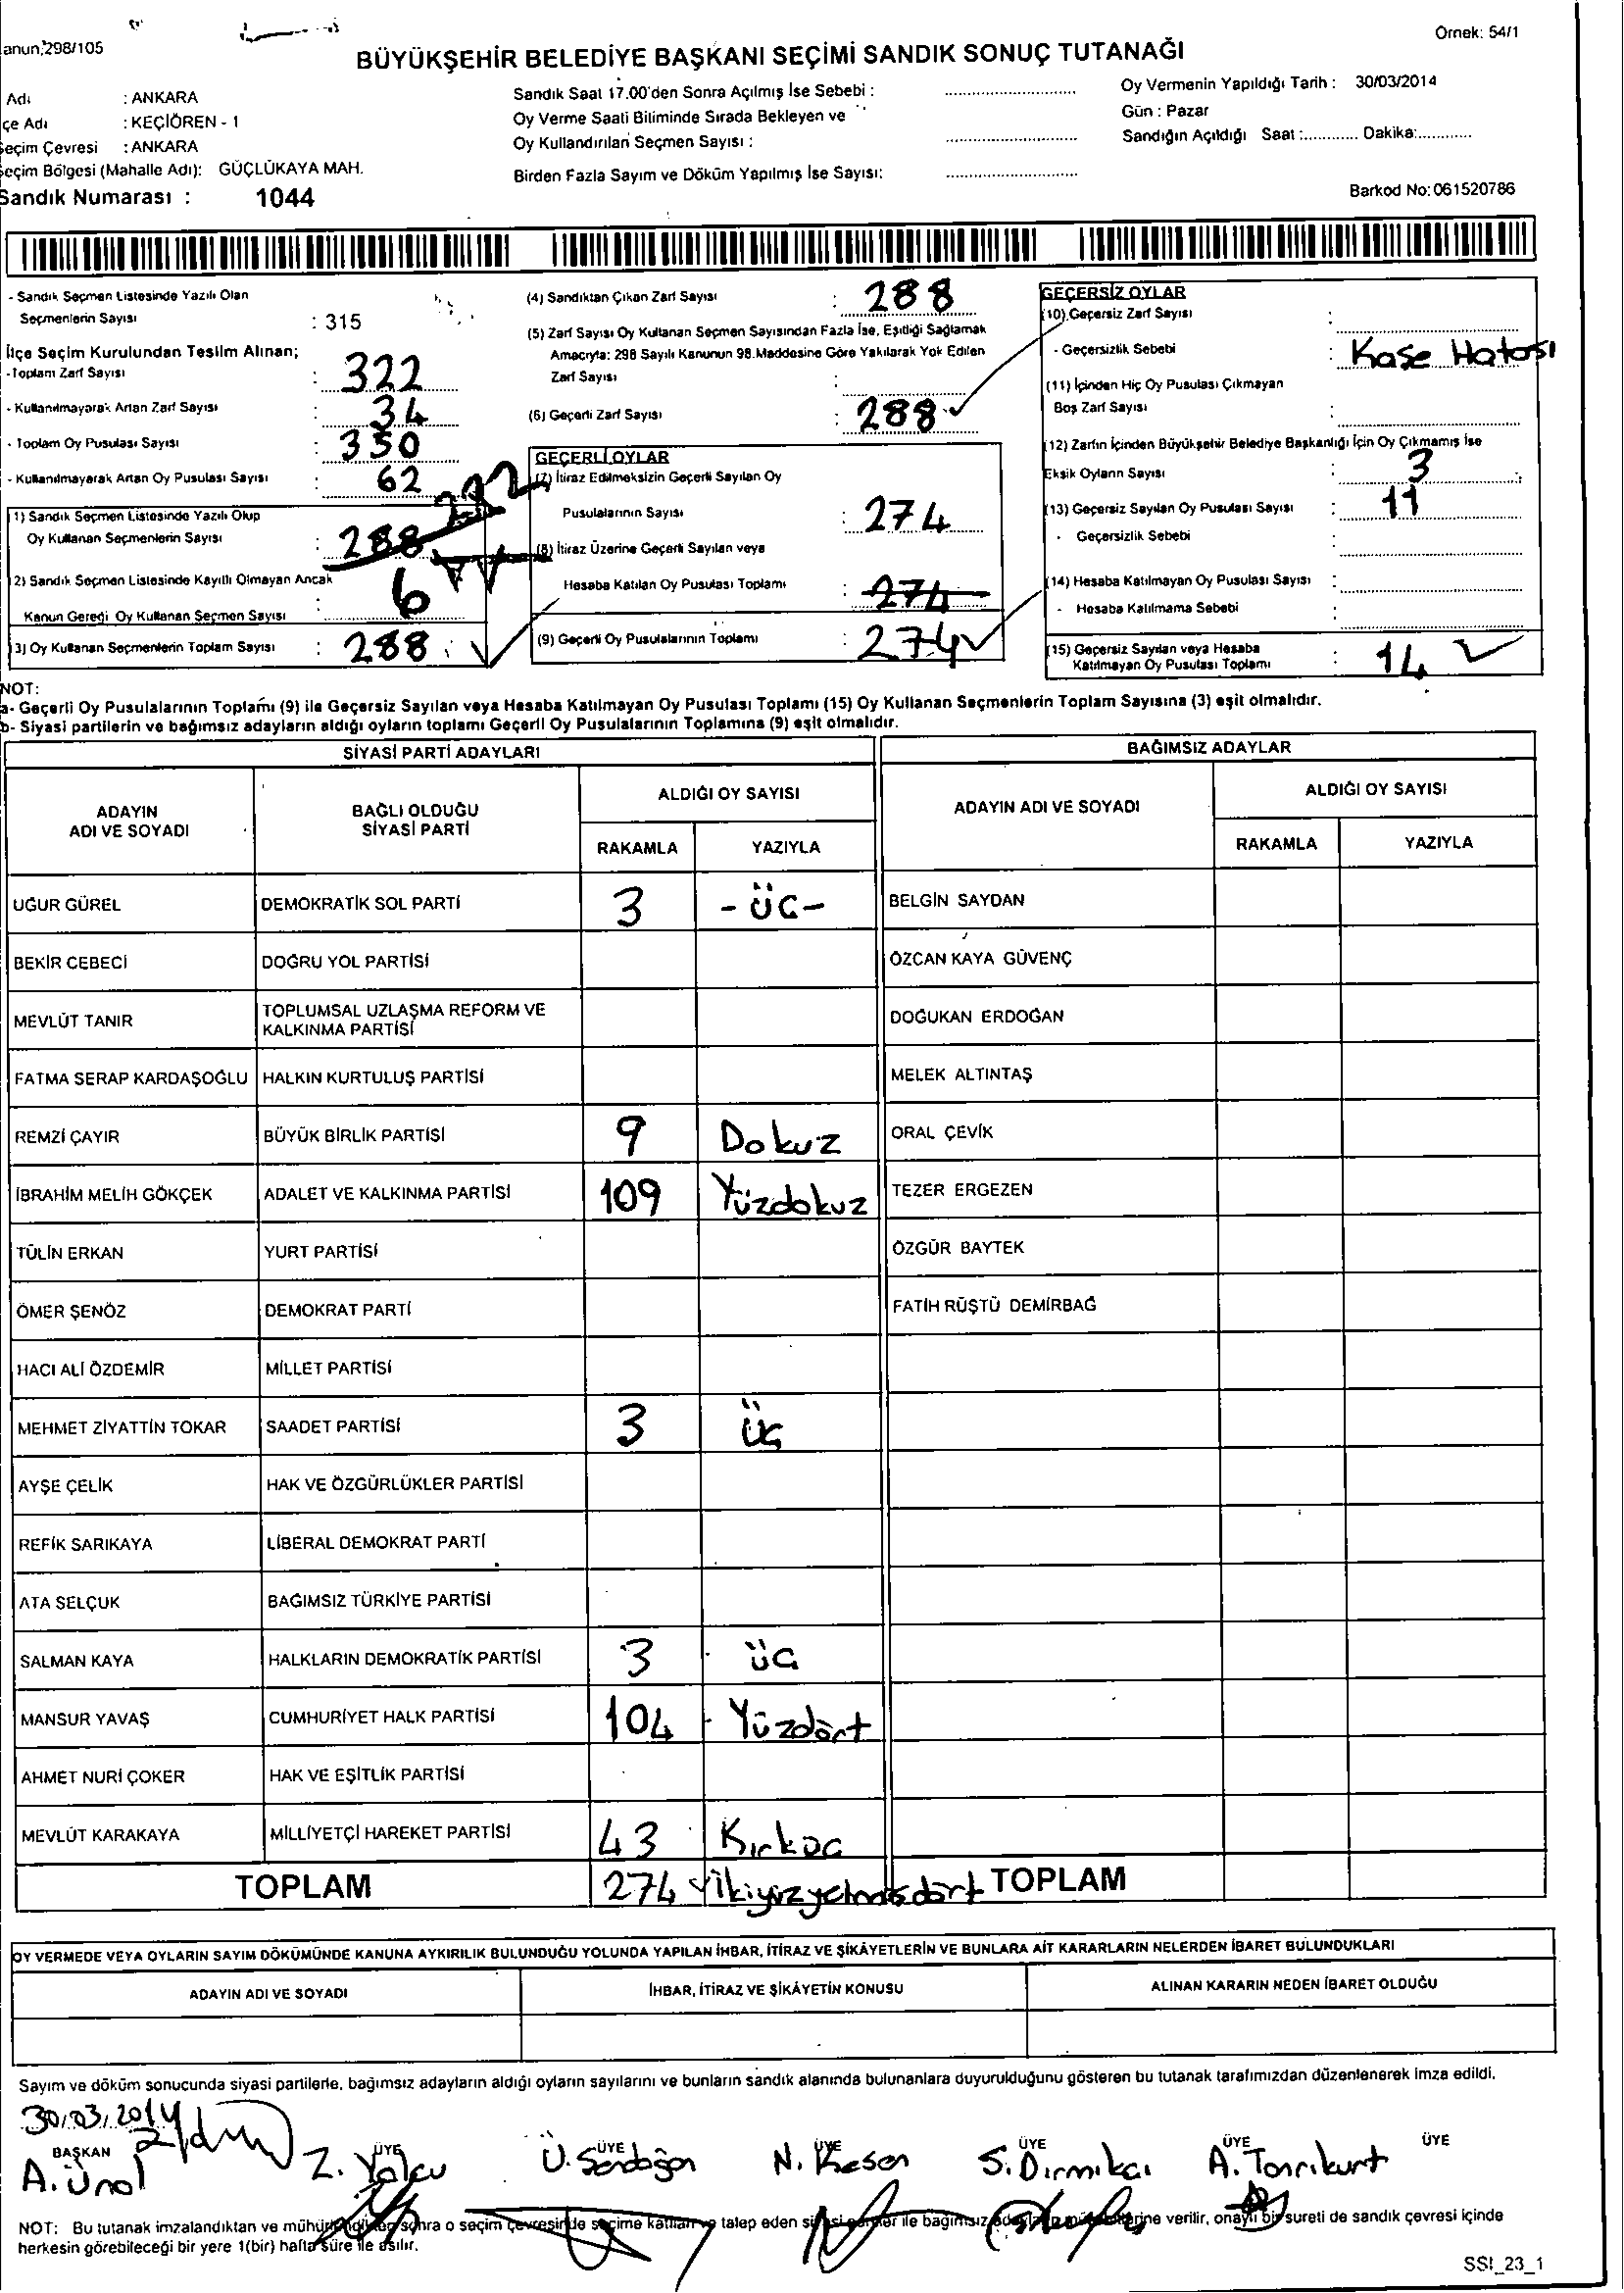 anun;298/105
Örnek: 54/1
BÜYÜKŞEHİR BELEDİYE BAŞKANI SEÇİMİ SANDIK SONUÇ TUTANAĞI
Adı : ANKARA
çe Adı : KEÇİÖREN - 1
eçim Çevresi : ANKARA
eçim Bölgesi (Mahalle Adı): GÜÇLÜKAYA MAH.
Sandık Numarası : 1044
Sandık Saat 17.00'den Sonra Açılmış İse Sebebi :
Oy Verme Saati Bitiminde Sırada Bekleyen ve
Oy Kullandırılan Seçmen Sayısı :
Birden Fazla Sayım ve Döküm Yapılmış İse Sayısı:
Oy Vermenin Yapıldığı Tarih : 30/03/2014
Gün : Pazar
Sandığın Açıldığı Saat :............ Dakika:............
Barkod No: 061520786
- Sandık Seçmen Listesinde Yazılı Olan
Seçmenlerin Sayısı : 315
İlçe Seçim Kurulundan Teslim Alınan;
- Toplam Zarf Sayısı : 322
- Kullanılmayarak Artan Zarf Sayısı : 34
- Toplam Oy Pusulası Sayısı : 350
- Kullanılmayarak Artan Oy Pusulası Sayısı : 62
1) Sandık Seçmen Listesinde Yazılı Olup
Oy Kullanan Seçmenlerin Sayısı : 288
2) Sandık Seçmen Listesinde Kayıtlı Olmayan Ancak
Kanun Gereği Oy Kullanan Seçmen Sayısı : 6
3) Oy Kullanan Seçmenlerin Toplam Sayısı : 288
(4) Sandıktan Çıkan Zarf Sayısı : 288
(5) Zarf Sayısı Oy Kullanan Seçmen Sayısından Fazla İse, Eşitliği Sağlamak
Amacıyla: 298 Sayılı Kanunun 98.Maddesine Göre Yakılarak Yok Edilen
Zarf Sayısı :
(6) Geçerli Zarf Sayısı : 288
GEÇERLİ OYLAR
(7) İtiraz Edilmeksizin Geçerli Sayılan Oy
Pusulalarının Sayısı : 274
(8) İtiraz Üzerine Geçerli Sayılan veya
Hesaba Katılan Oy Pusulası Toplamı : 274
(9) Geçerli Oy Pusulalarının Toplamı : 274
GEÇERSİZ OYLAR
(10) Geçersiz Zarf Sayısı :
- Geçersizlik Sebebi : Kaşe Hatası
(11) İçinden Hiç Oy Pusulası Çıkmayan
Boş Zarf Sayısı :
(12) Zarfın İçinden Büyükşehir Belediye Başkanlığı İçin Oy Çıkmamış İse
Eksik Oyların Sayısı : 3
(13) Geçersiz Sayılan Oy Pusulası Sayısı : 11
- Geçersizlik Sebebi :
(14) Hesaba Katılmayan Oy Pusulası Sayısı :
- Hesaba Katılmama Sebebi :
(15) Geçersiz Sayılan veya Hesaba
Katılmayan Oy Pusulası Toplamı : 14
NOT:
a- Geçerli Oy Pusulalarının Toplamı (9) ile Geçersiz Sayılan veya Hesaba Katılmayan Oy Pusulası Toplamı (15) Oy Kullanan Seçmenlerin Toplam Sayısına (3) eşit olmalıdır.
b- Siyasi partilerin ve bağımsız adayların aldığı oyların toplamı Geçerli Oy Pusulalarının Toplamına (9) eşit olmalıdır.
SİYASİ PARTİ ADAYLARI
BAĞIMSIZ ADAYLAR
ADAYIN ADI VE SOYADI
BAĞLI OLDUĞU SİYASİ PARTİ
ALDIĞI OY SAYISI
RAKAMLA YAZIYLA
ADAYIN ADI VE SOYADI
ALDIĞI OY SAYISI
RAKAMLA YAZIYLA
UĞUR GÜREL DEMOKRATİK SOL PARTİ 3 - ÜÇ - BELGİN SAYDAN
BEKİR CEBECİ DOĞRU YOL PARTİSİ ÖZCAN KAYA GÜVENÇ
MEVLÜT TANIR TOPLUMSAL UZLAŞMA REFORM VE KALKINMA PARTİSİ DOĞUKAN ERDOĞAN
FATMA SERAP KARDAŞOĞLU HALKIN KURTULUŞ PARTİSİ MELEK ALTINTAŞ
REMZİ ÇAYIR BÜYÜK BİRLİK PARTİSİ 9 Dokuz ORAL ÇEVİK
İBRAHİM MELİH GÖKÇEK ADALET VE KALKINMA PARTİSİ 109 Yüzdokuz TEZER ERGEZEN
TÜLİN ERKAN YURT PARTİSİ ÖZGÜR BAYTEK
ÖMER ŞENÖZ DEMOKRAT PARTİ FATİH RÜŞTÜ DEMİRBAĞ
HACI ALİ ÖZDEMİR MİLLET PARTİSİ
MEHMET ZİYATTİN TOKAR SAADET PARTİSİ 3 üç
AYŞE ÇELİK HAK VE ÖZGÜRLÜKLER PARTİSİ
REFİK SARIKAYA LİBERAL DEMOKRAT PARTİ
ATA SELÇUK BAĞIMSIZ TÜRKİYE PARTİSİ
SALMAN KAYA HALKLARIN DEMOKRATİK PARTİSİ 3 üç
MANSUR YAVAŞ CUMHURİYET HALK PARTİSİ 104 Yüzdört
AHMET NURİ ÇOKER HAK VE EŞİTLİK PARTİSİ
MEVLÜT KARAKAYA MİLLİYETÇİ HAREKET PARTİSİ 43 Kırküç
TOPLAM 274 ikiyüzyetmişdört TOPLAM
OY VERMEDE VEYA OYLARIN SAYIM DÖKÜMÜNDE KANUNA AYKIRILIK BULUNDUĞU YOLUNDA YAPILAN İHBAR, İTİRAZ VE ŞİKÂYETLERİN VE BUNLARA AİT KARARLARIN NELERDEN İBARET BULUNDUKLARI
ADAYIN ADI VE SOYADI İHBAR, İTİRAZ VE ŞİKÂYETİN KONUSU ALINAN KARARIN NEDEN İBARET OLDUĞU
Sayım ve döküm sonucunda siyasi partilerle, bağımsız adayların aldığı oyların sayılarını ve bunların sandık alanında bulunanlara duyurulduğunu gösteren bu tutanak tarafımızdan düzenlenerek imza edildi.
30.03.2014
BAŞKAN ÜYE ÜYE ÜYE ÜYE ÜYE ÜYE
A. Ünal Z. Yalçu Ü. Serdoğan N. Kesen S. Dırmıkçı A. Tanrıkurt
NOT: Bu tutanak imzalandıktan ve mühürlendikten sonra o seçim çevresinde seçime katılan ve talep eden siyasi partiler ile bağımsız adayların müşahitlerine verilir, onaylı bir sureti de sandık çevresi içinde
herkesin görebileceği bir yere 1(bir) hafta süre ile asılır.
SSI_23_1